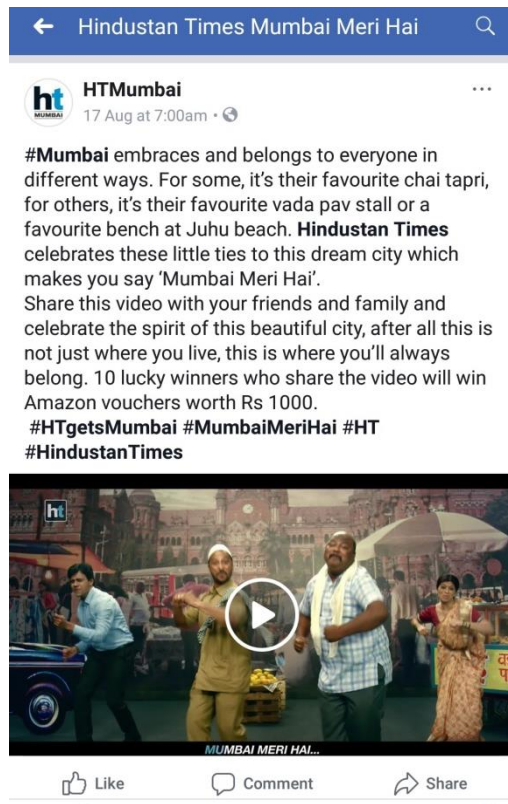 Hindustan Times Mumbai Meri Hai
ht
MUMBAI
HTMumbai
17 Aug at 7:00am
#Mumbai embraces and belongs to everyone in
different ways. For some, it's their favourite chai tapri,
for others, it's their favourite vada pav stall or a
favourite bench at Juhu beach. Hindustan Times
celebrates these little ties to this dream city which
makes you say 'Mumbai Meri Hai'.
Share this video with your friends and family and
celebrate the spirit of this beautiful city, after all this is
not just where you live, this is where you'll always
belong. 10 lucky winners who share the video will win
Amazon vouchers worth Rs 1000.
#HTgetsMumbai #MumbaiMeriHai #HT
#HindustanTimes
ht
MUMBAI MERI HAI...
Like Comment Share